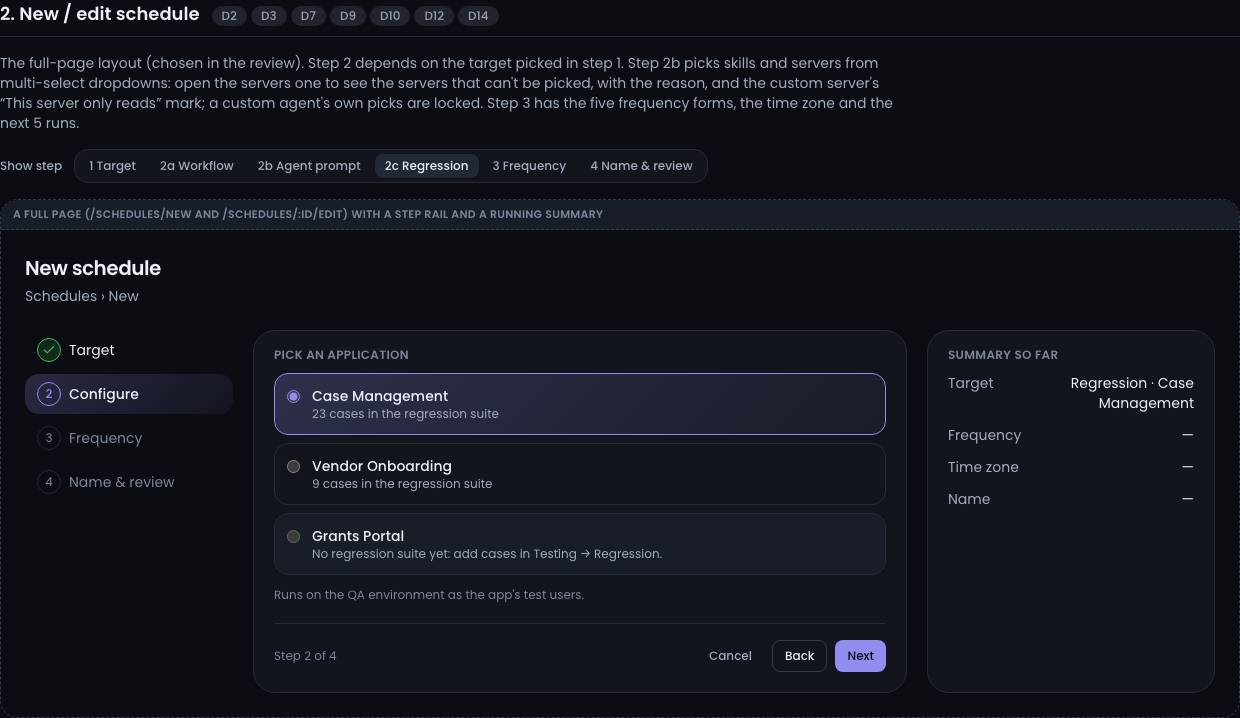 2. New / edit schedule D2 D3 D7 D9 D10 D12 D14
The full-page layout (chosen in the review). Step 2 depends on the target picked in step 1. Step 2b picks skills and servers from
multi-select dropdowns: open the servers one to see the servers that can't be picked, with the reason, and the custom server's
“This server only reads” mark; a custom agent's own picks are locked. Step 3 has the five frequency forms, the time zone and the
next 5 runs.
Show step 1 Target 2a Workflow 2b Agent prompt 2c Regression 3 Frequency 4 Name & review
A FULL PAGE (/SCHEDULES/NEW AND /SCHEDULES/:ID/EDIT) WITH A STEP RAIL AND A RUNNING SUMMARY
New schedule
Schedules › New
Target
2 Configure
3 Frequency
4 Name & review
PICK AN APPLICATION
Case Management
23 cases in the regression suite
Vendor Onboarding
9 cases in the regression suite
Grants Portal
No regression suite yet: add cases in Testing → Regression.
Runs on the QA environment as the app's test users.
Step 2 of 4 Cancel Back Next
SUMMARY SO FAR
Target Regression · Case
Management
Frequency —
Time zone —
Name —